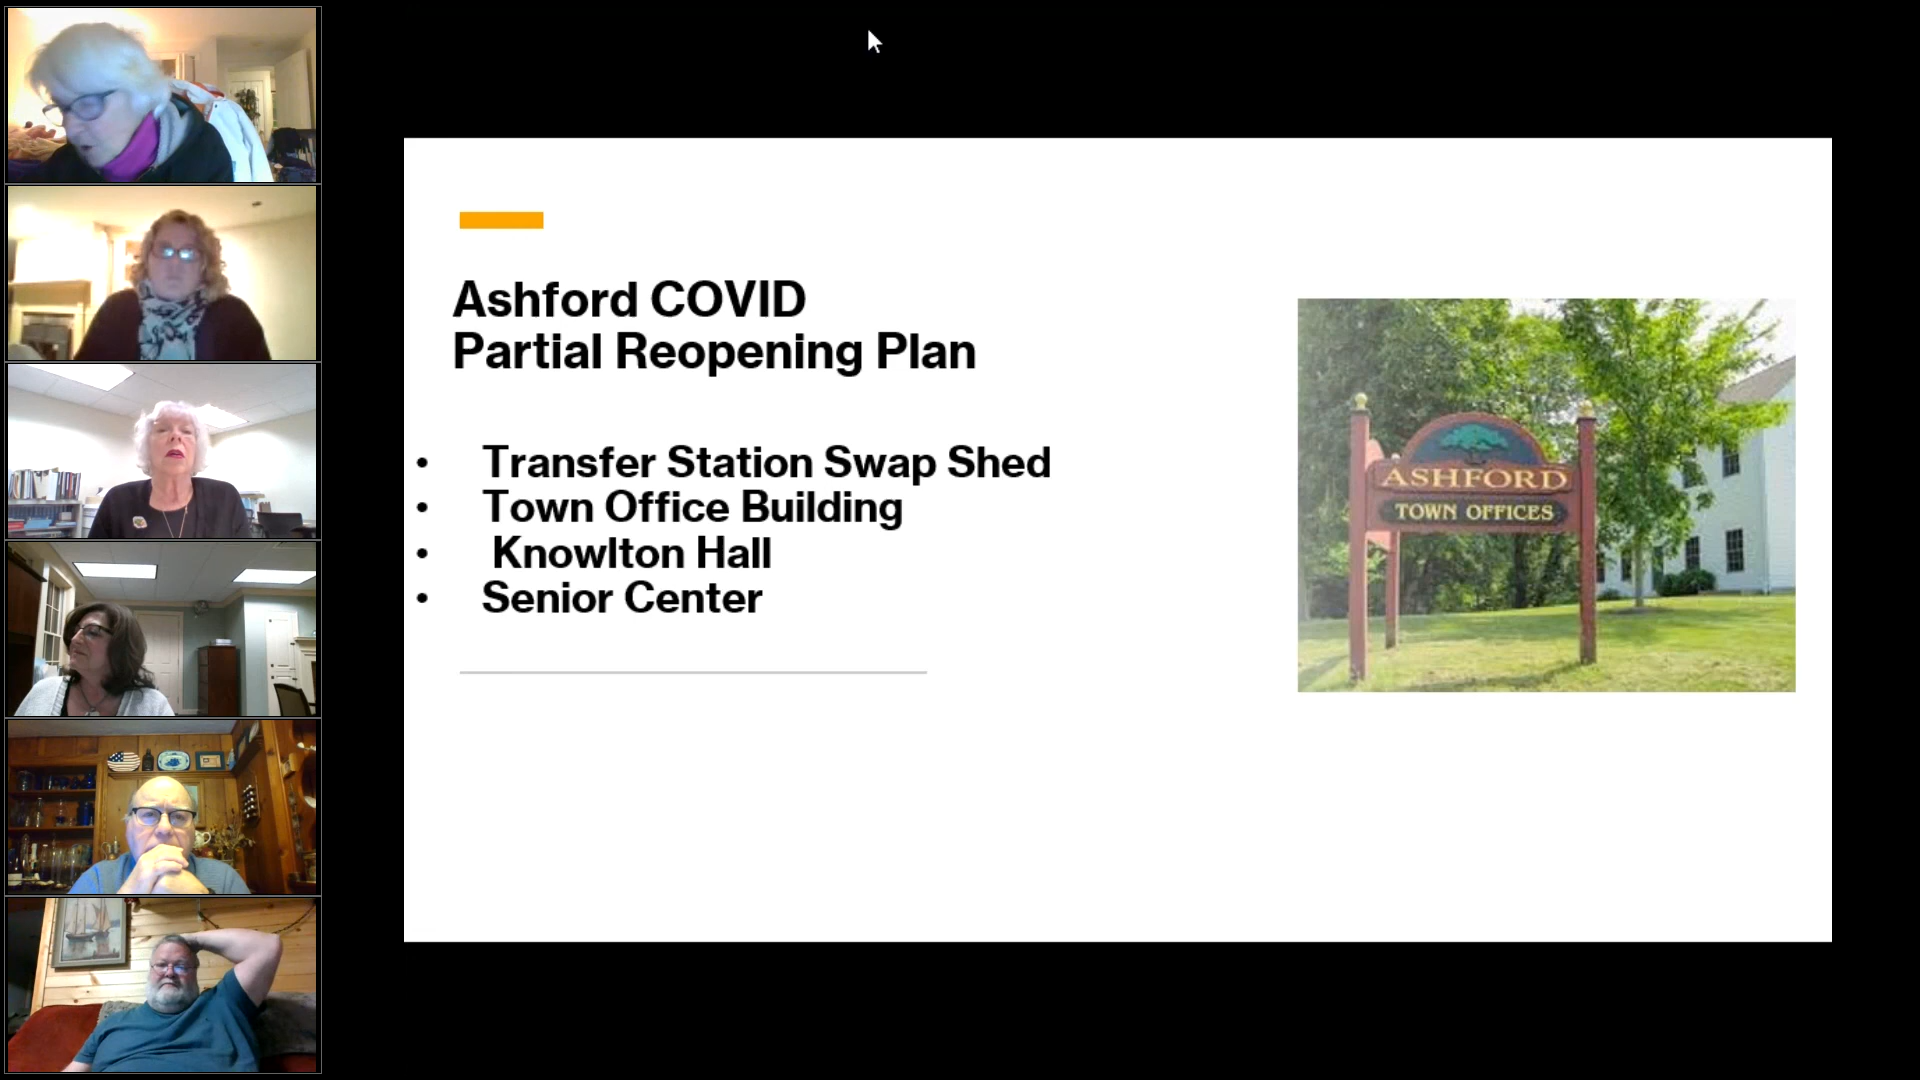 Ashford COVID
Partial Reopening Plan
• Transfer Station Swap Shed
• Town Office Building
• Knowlton Hall
• Senior Center
ASHFORD
TOWN OFFICES